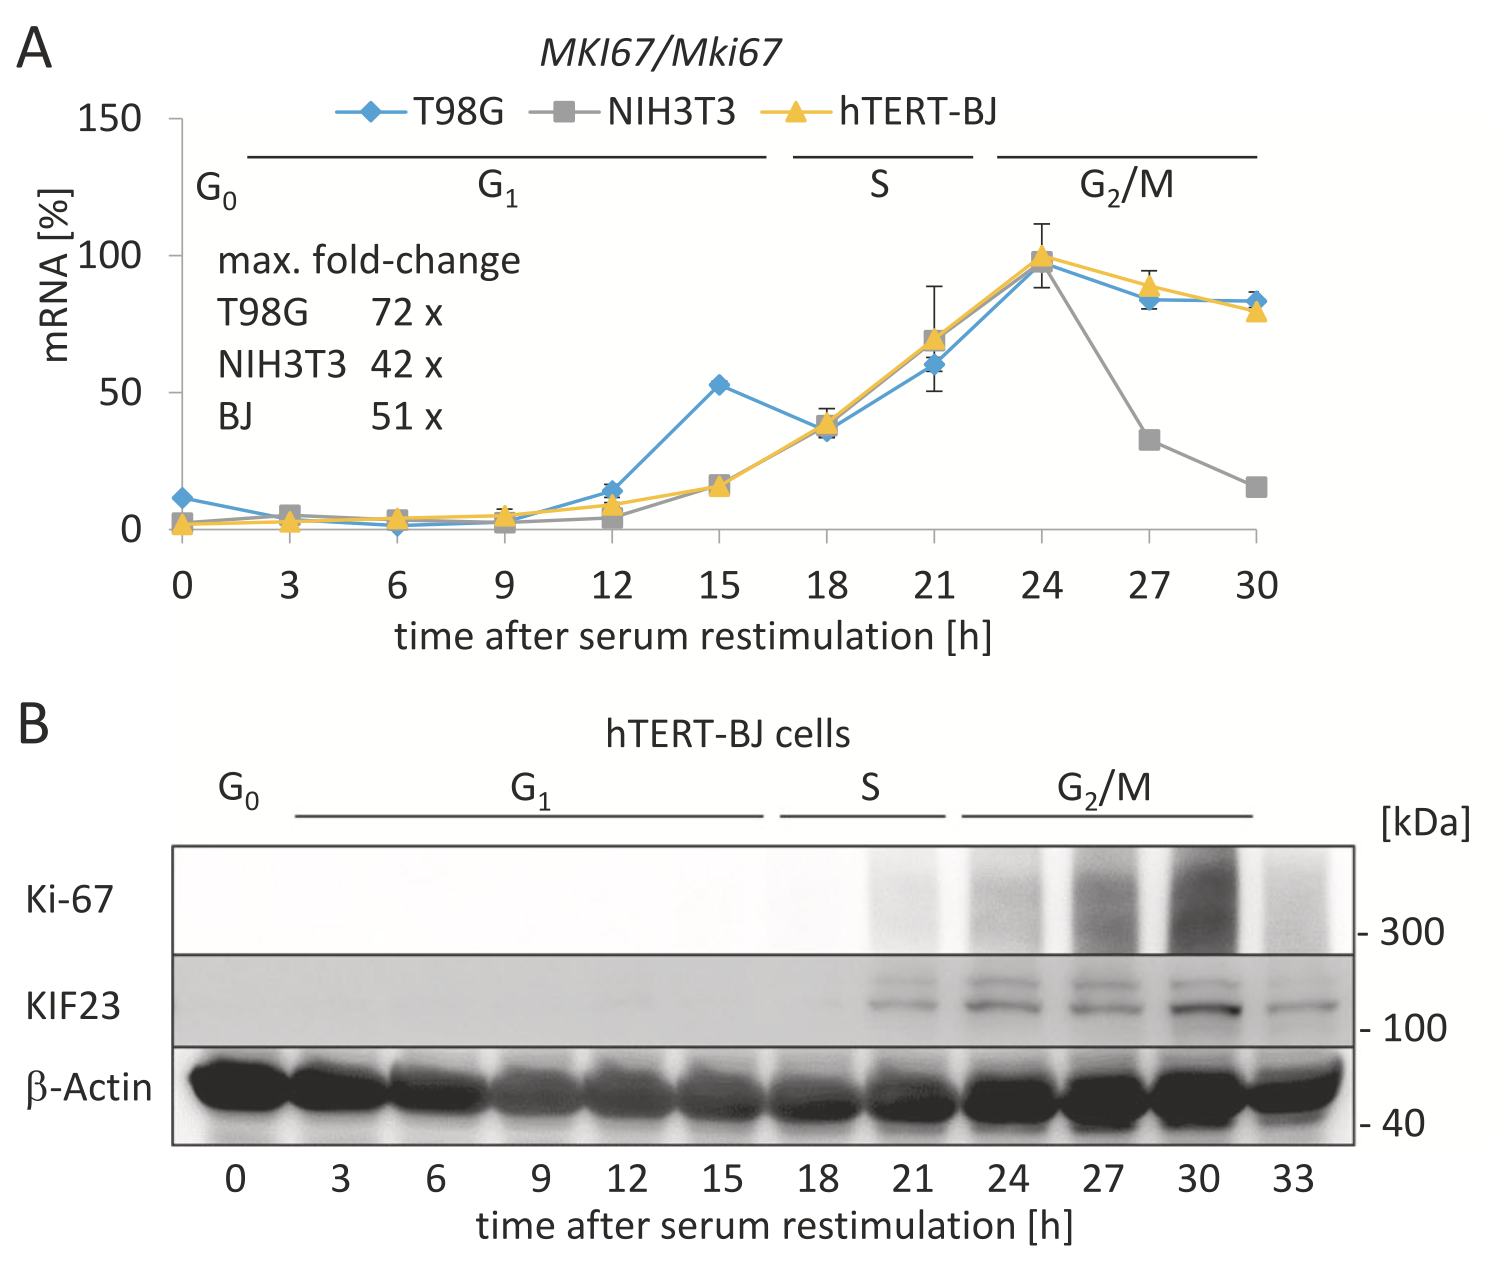 A
MKI67/Mki67
T98G NIH3T3 hTERT-BJ
150
100
50
0
mRNA [%]
G0 G1 S G2/M
max. fold-change
T98G 72 x
NIH3T3 42 x
BJ 51 x
0 3 6 9 12 15 18 21 24 27 30
time after serum restimulation [h]
B
hTERT-BJ cells
G0 G1 S G2/M
[kDa]
Ki-67
- 300
KIF23
- 100
β-Actin
- 40
0 3 6 9 12 15 18 21 24 27 30 33
time after serum restimulation [h]